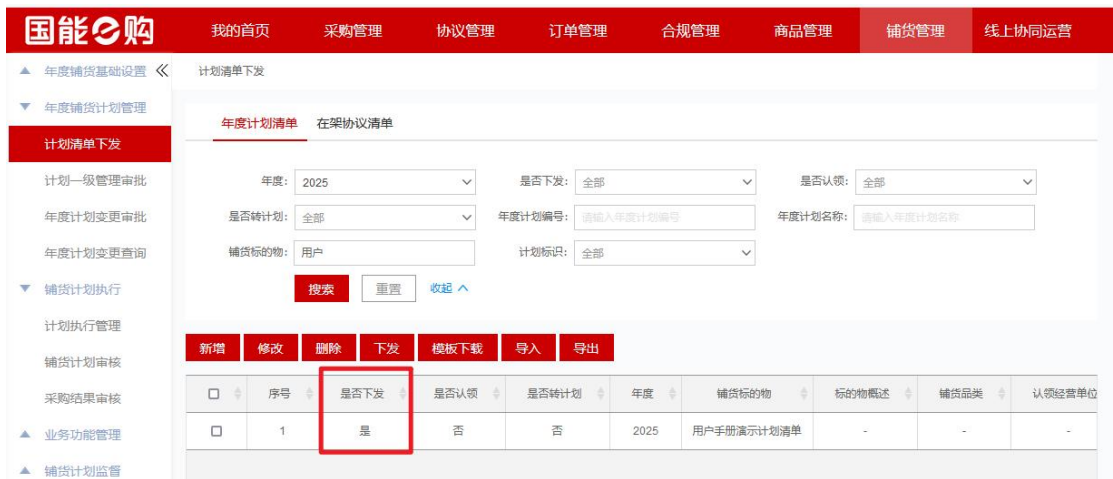 国能e购 我的首页 采购管理 协议管理 订单管理 合规管理 商品管理 铺货管理 线上协同运营
年度铺货基础设置
计划清单下发
年度铺货计划管理
年度计划清单 在架协议清单
计划清单下发
计划一级管理审批
年度: 2025 是否下发: 全部 是否认领: 全部
年度计划变更审批
是否转计划: 全部 年度计划编号: 请输入年度计划编号 年度计划名称: 请输入年度计划名称
年度计划变更查询
铺货标的物: 用户 计划标识: 全部
铺货计划执行
搜索 重置 收起
计划执行管理
新增 修改 删除 下发 模板下载 导入 导出
铺货计划审核
采购结果审核
序号 是否下发 是否认领 是否转计划 年度 铺货标的物 标的物概述 铺货品类 认领经营单位
业务功能管理
1 是 否 否 2025 用户手册演示计划清单 - - -
铺货计划监督